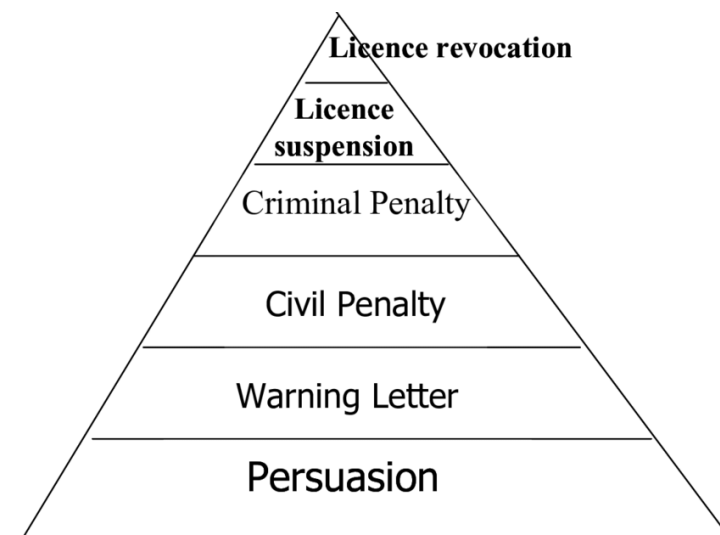 Licence revocation
Licence
suspension
Criminal Penalty
Civil Penalty
Warning Letter
Persuasion